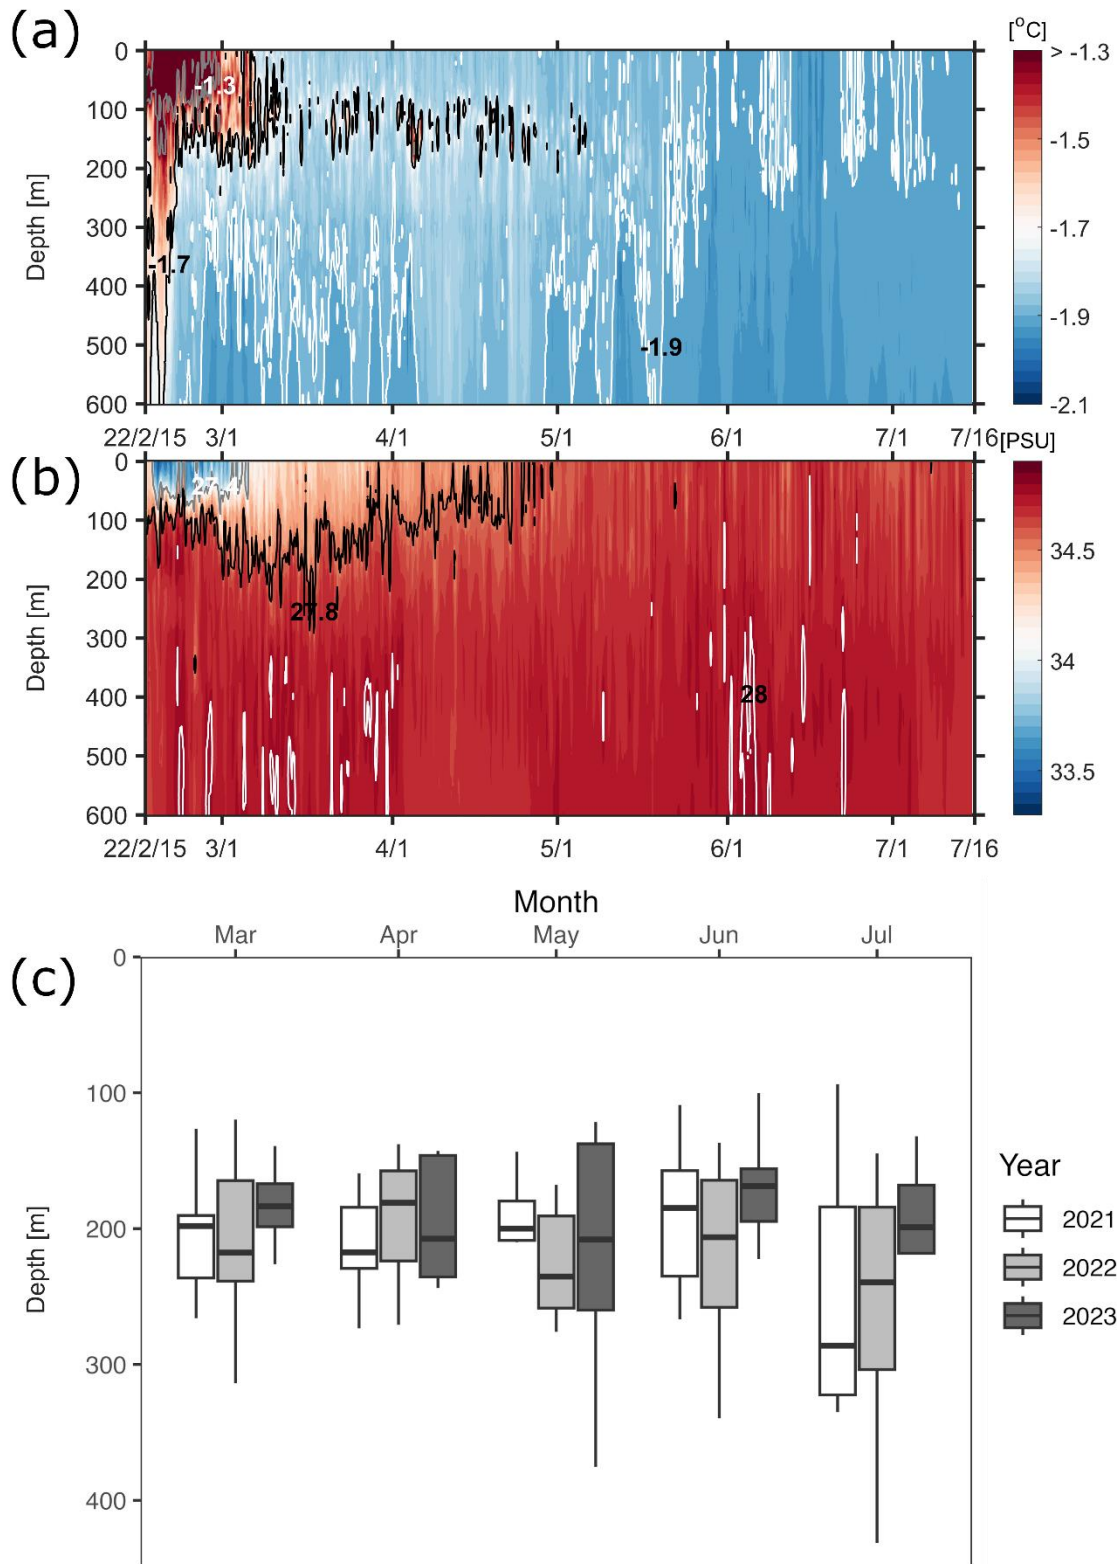 (a)
[°C]
0
100
200
300
400
500
600
Depth [m]
-1.3
-1.7
-1.9
> -1.3
-1.5
-1.7
-1.9
-2.1
22/2/15 3/1 4/1 5/1 6/1 7/1 7/16
[PSU]
(b)
0
100
200
300
400
500
600
Depth [m]
27.4
27.8
28
34.5
34
33.5
22/2/15 3/1 4/1 5/1 6/1 7/1 7/16
Month
Mar Apr May Jun Jul
(c)
0
100
200
300
400
Depth [m]
Year
2021
2022
2023